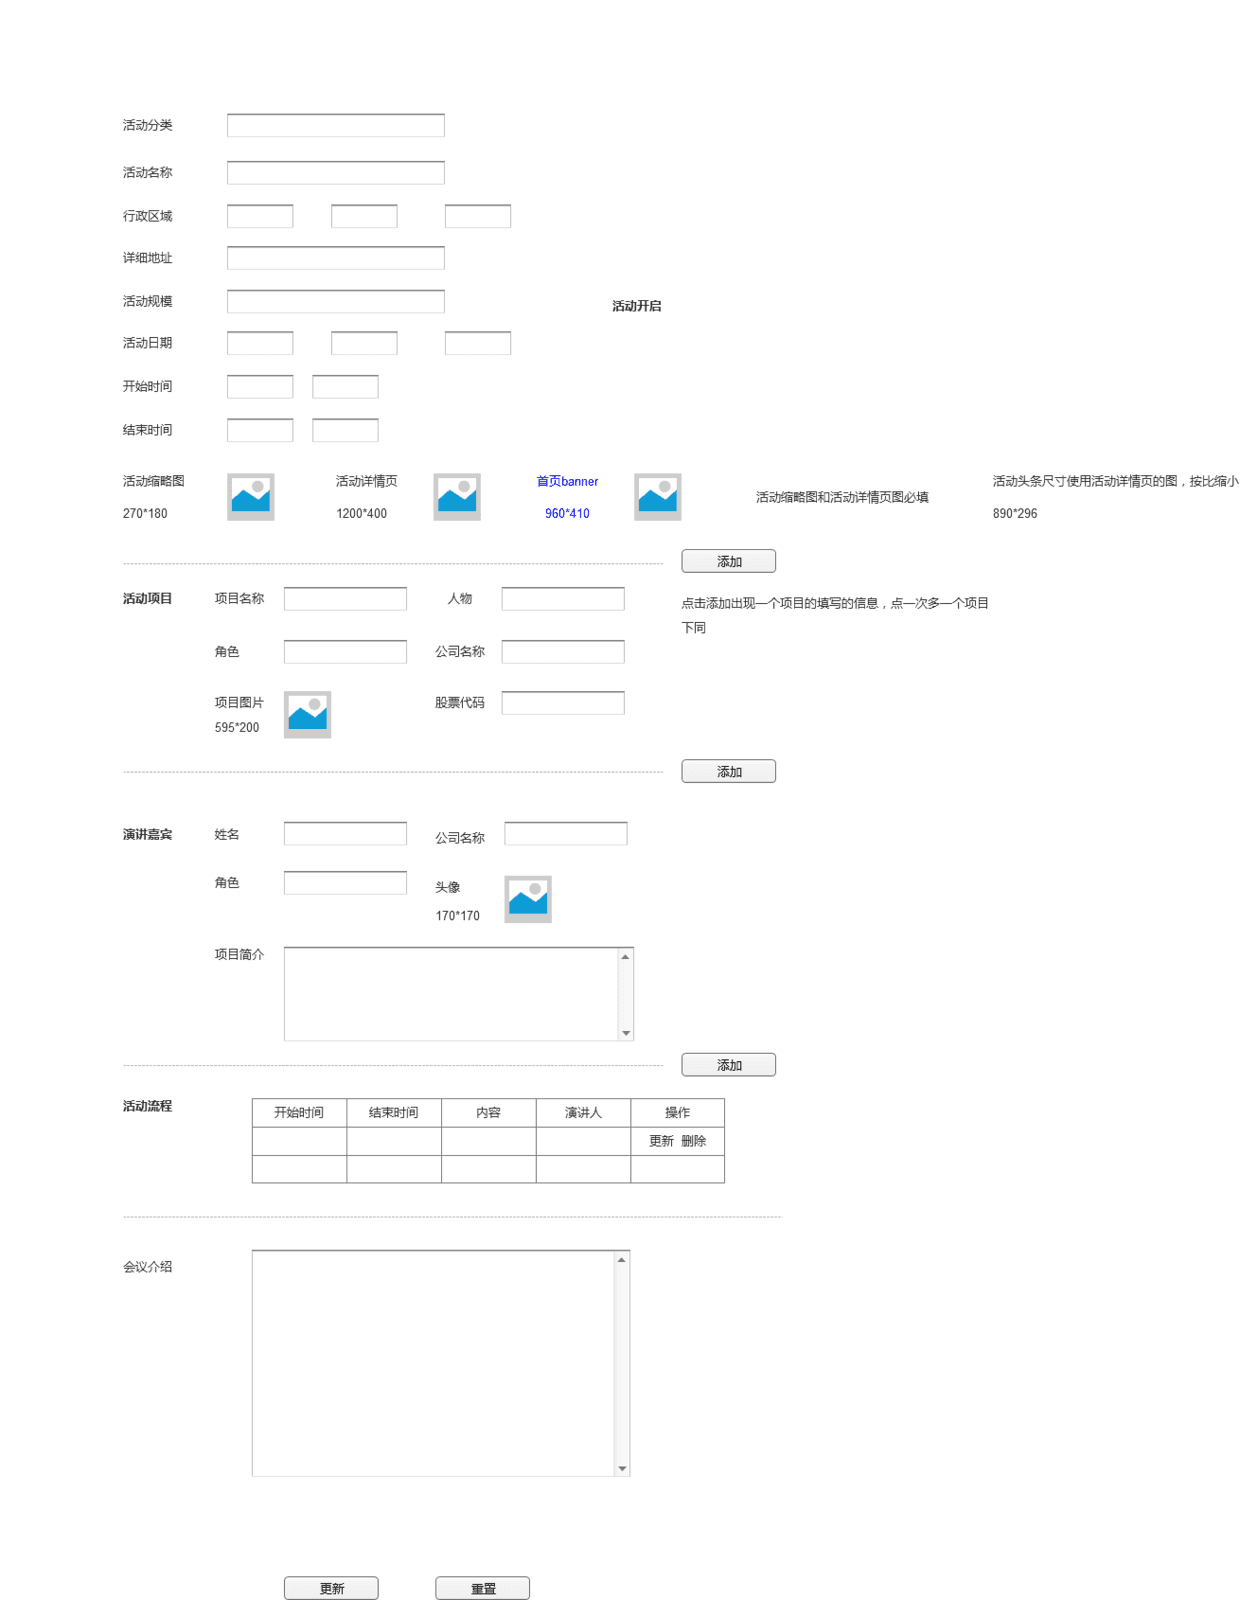 活动分类
活动名称
行政区域
详细地址
活动规模
活动开启
活动日期
开始时间
结束时间
活动缩略图 活动详情页 首页banner 活动头条尺寸使用活动详情页的图，按比缩小
活动缩略图和活动详情页图必填
270*180 1200*400 960*410 890*296
添加
活动项目 项目名称 人物
点击添加出现一个项目的填写的信息，点一次多一个项目
下同
角色 公司名称
项目图片 股票代码
595*200
添加
演讲嘉宾 姓名 公司名称
角色 头像
170*170
项目简介
添加
活动流程
开始时间 结束时间 内容 演讲人 操作
更新 删除
会议介绍
更新 重置